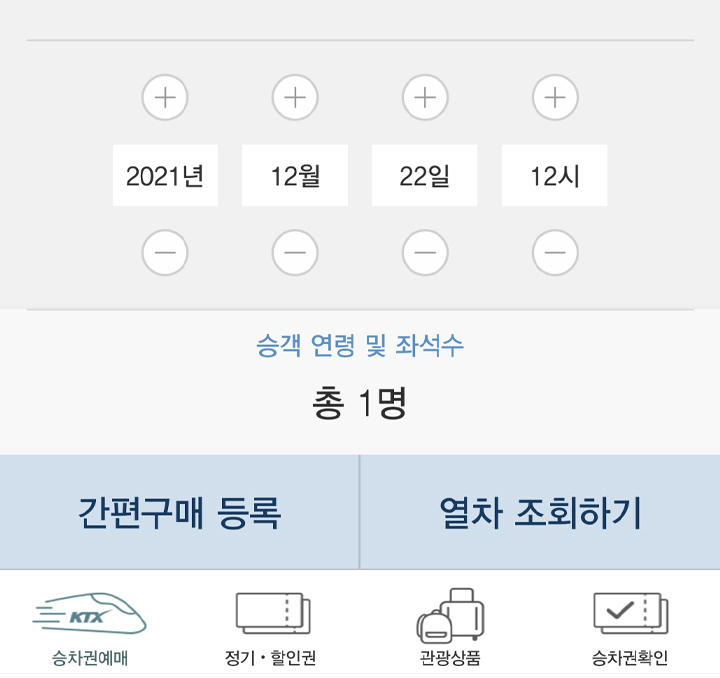 2021년 12월 22일 12시
승객 연령 및 좌석수
총 1명
간편구매 등록 열차 조회하기
KTX
승차권예매 정기·할인권 관광상품 승차권확인